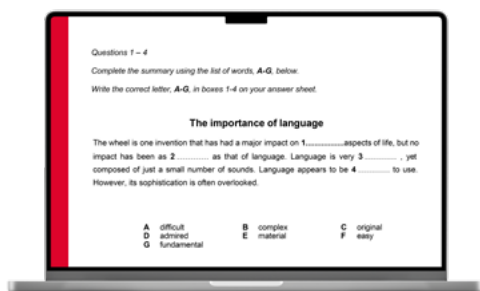 Questions 1 – 4
Complete the summary using the list of words, A-G, below.
Write the correct letter, A-G, in boxes 1-4 on your answer sheet.
The importance of language
The wheel is one invention that has had a major impact on 1................aspects of life, but no
impact has been as 2 ............. as that of language. Language is very 3 ............. , yet
composed of just a small number of sounds. Language appears to be 4 ............. to use.
However, its sophistication is often overlooked.
A difficult B complex C original
D admired E material F easy
G fundamental